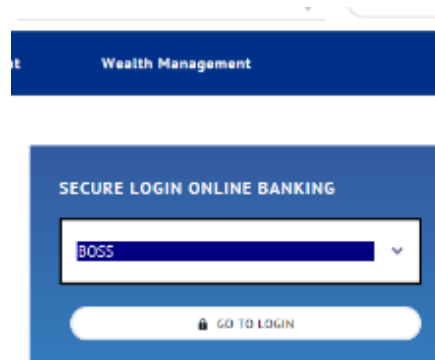 Wealth Management
SECURE LOGIN ONLINE BANKING
BOSS
GO TO LOGIN